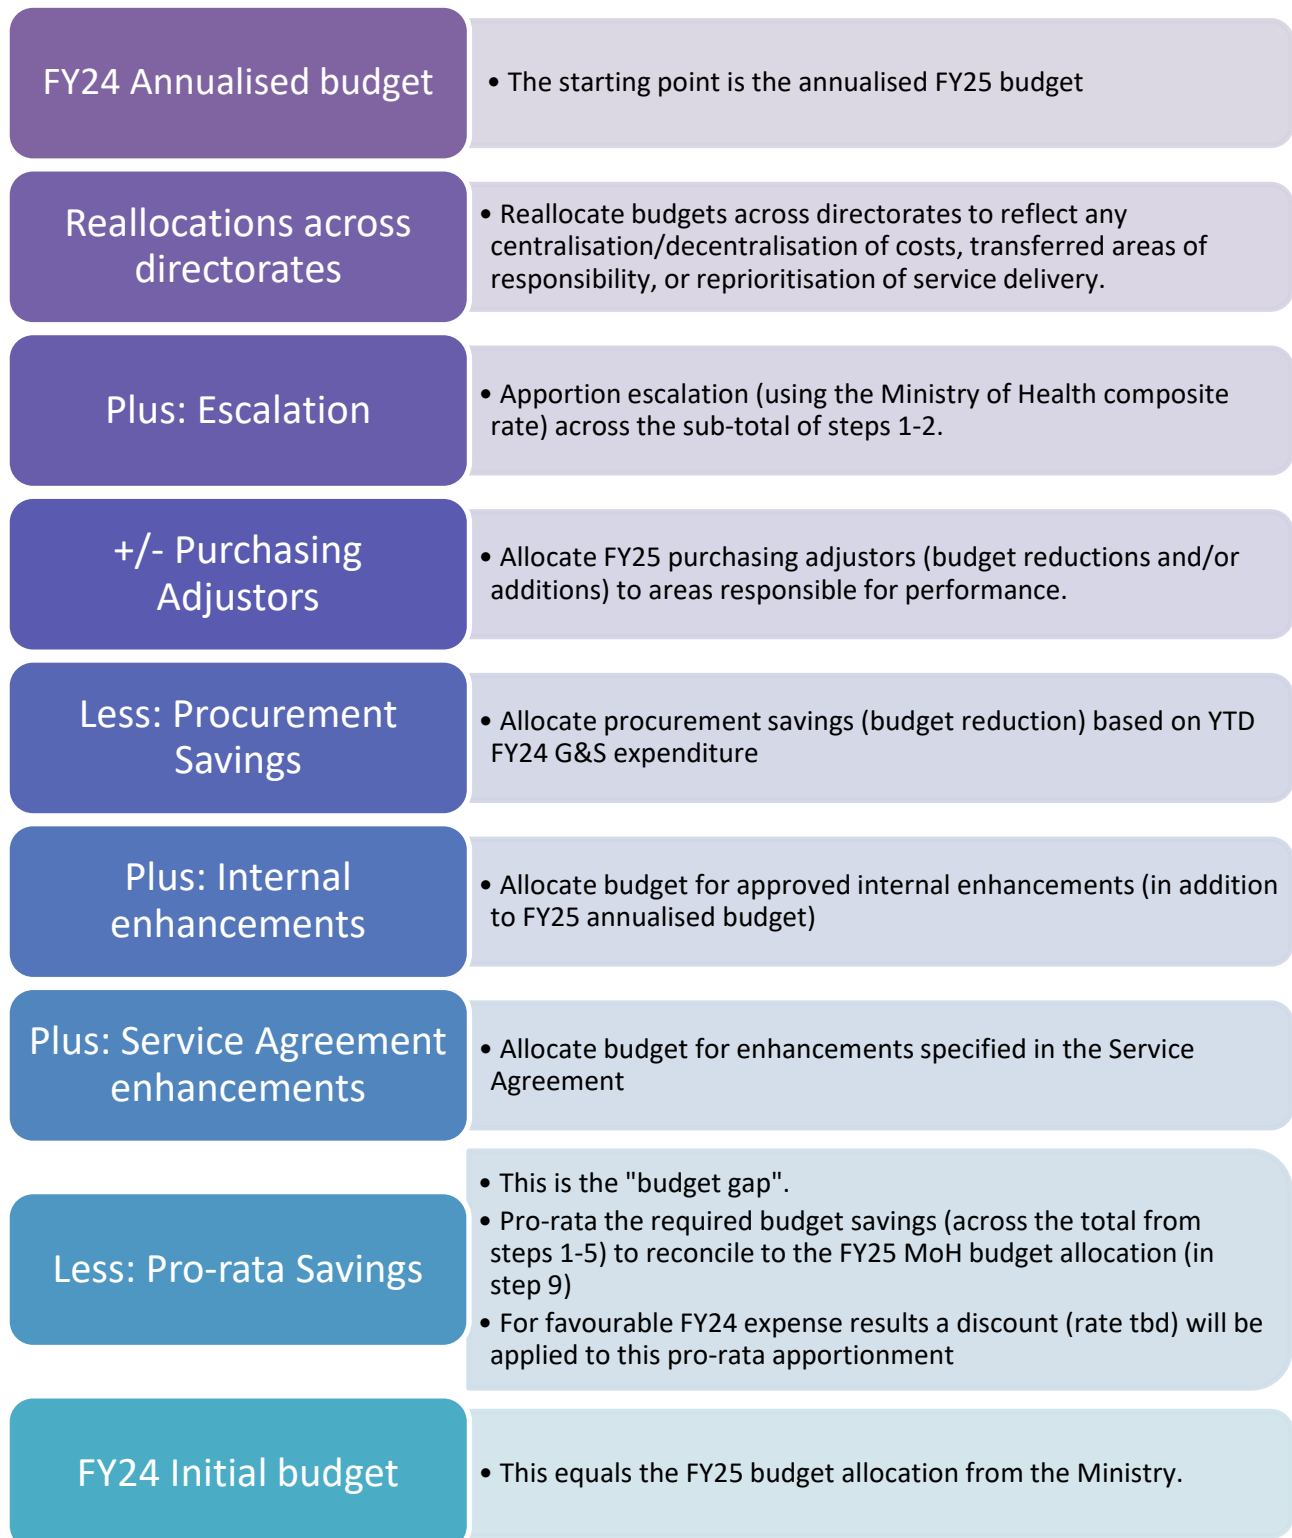 FY24 Annualised budget
• The starting point is the annualised FY25 budget
Reallocations across
directorates
• Reallocate budgets across directorates to reflect any
centralisation/decentralisation of costs, transferred areas of
responsibility, or reprioritisation of service delivery.
Plus: Escalation
• Apportion escalation (using the Ministry of Health composite
rate) across the sub-total of steps 1-2.
+/- Purchasing
Adjustors
• Allocate FY25 purchasing adjustors (budget reductions and/or
additions) to areas responsible for performance.
Less: Procurement
Savings
• Allocate procurement savings (budget reduction) based on YTD
FY24 G&S expenditure
Plus: Internal
enhancements
• Allocate budget for approved internal enhancements (in addition
to FY25 annualised budget)
Plus: Service Agreement
enhancements
• Allocate budget for enhancements specified in the Service
Agreement
Less: Pro-rata Savings
• This is the "budget gap".
• Pro-rata the required budget savings (across the total from
steps 1-5) to reconcile to the FY25 MoH budget allocation (in
step 9)
• For favourable FY24 expense results a discount (rate tbd) will be
applied to this pro-rata apportionment
FY24 Initial budget
• This equals the FY25 budget allocation from the Ministry.